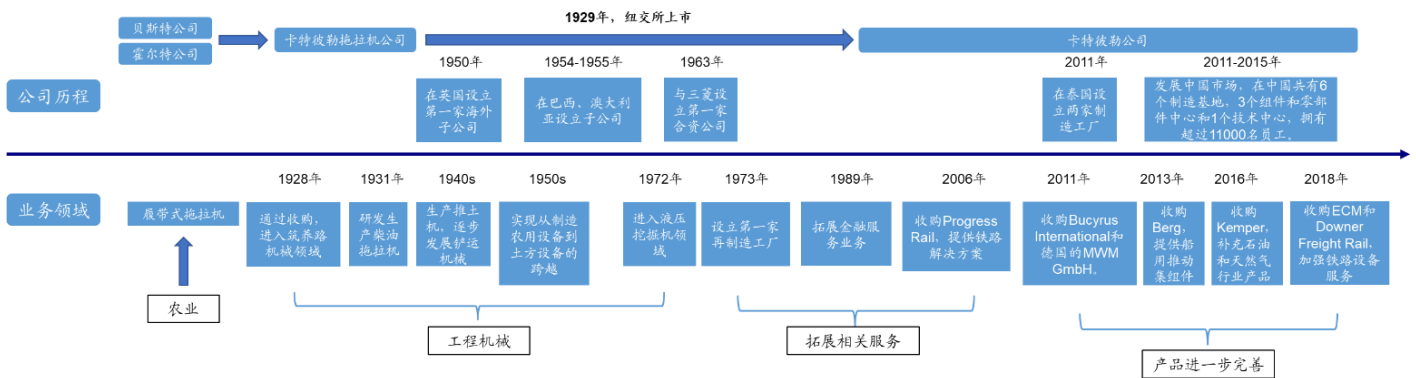 1929年，纽交所上市
贝斯特公司
霍尔特公司
卡特彼勒拖拉机公司
卡特彼勒公司
公司历程
1950年
在英国设立
第一家海外
子公司
1954-1955年
在巴西、澳大利
亚设立子公司
1963年
与三菱设
立第一家
合资公司
2011年
在泰国设
立两家制
造工厂
2011-2015年
发展中国市场，在中国共有6
个制造基地，3个组件和零部
件中心和1个技术中心，拥有
超过11000名员工。
业务领域
履带式拖拉机
农业
1928年
通过收购，
进入筑养路
机械领域
1931年
研发生
产柴油
拖拉机
1940s
生产推土
机，逐步
发展铲运
机械
1950s
实现从制造
农用设备到
土方设备的
跨越
1972年
进入液压
挖掘机领
域
工程机械
1973年
设立第一家
再制造工厂
1989年
拓展金融服
务业务
2006年
收购Progress
Rail，提供铁路
解决方案
拓展相关服务
2011年
收购Bucyrus
International和
德国的MWM
GmbH。
2013年
收购
Berg，
提供船
用推动
集组件
2016年
收购
Kemper，
补充石油
和天然气
行业产品
2018年
收购ECM和
Downer
Freight Rail，
加强铁路设备
服务
产品进一步完善